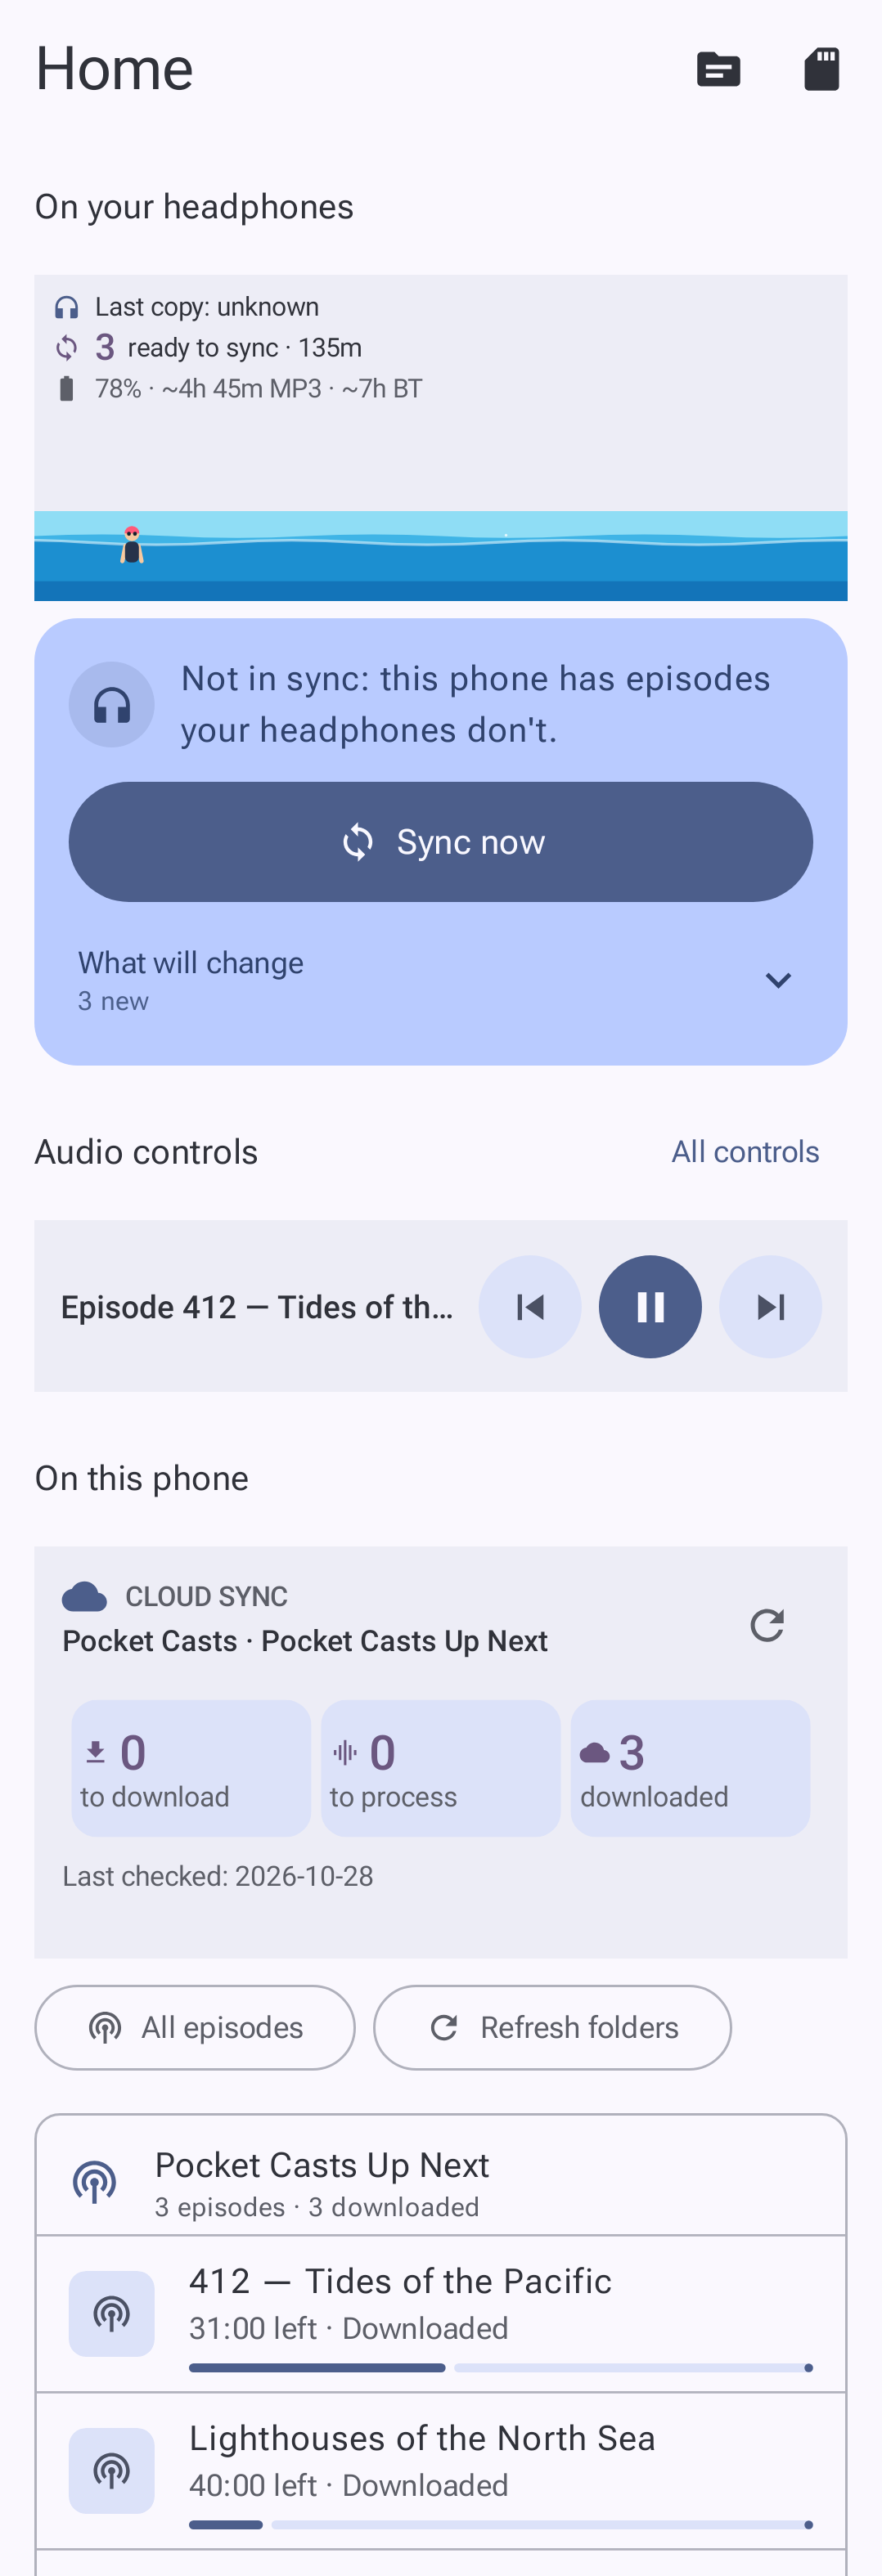 Home
On your headphones
Last copy: unknown
3 ready to sync · 135m
78% · ~4h 45m MP3 · ~7h BT
Not in sync: this phone has episodes
your headphones don't.
Sync now
What will change
3 new
Audio controls
All controls
Episode 412 — Tides of th...
On this phone
CLOUD SYNC
Pocket Casts · Pocket Casts Up Next
0
to download
0
to process
3
downloaded
Last checked: 2026-10-28
All episodes
Refresh folders
Pocket Casts Up Next
3 episodes · 3 downloaded
412 — Tides of the Pacific
31:00 left · Downloaded
Lighthouses of the North Sea
40:00 left · Downloaded